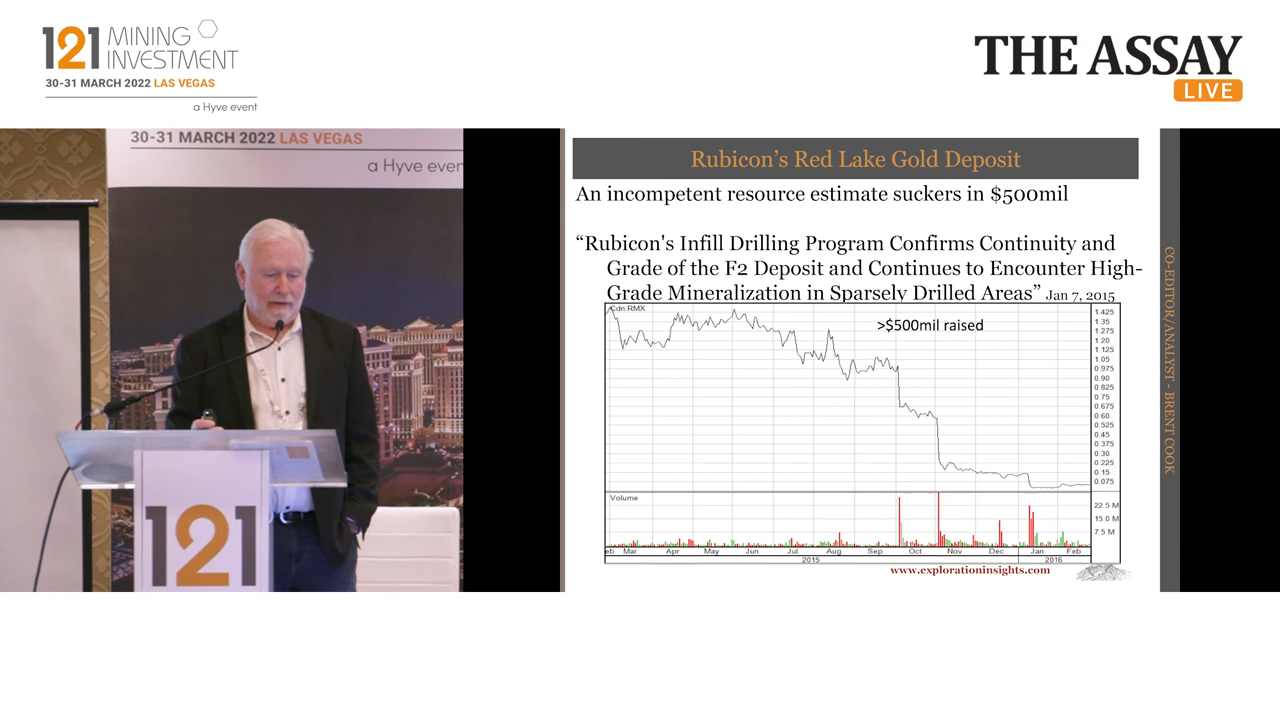 121 MINING INVESTMENT
30-31 MARCH 2022 LAS VEGAS
a Hyve event
THE ASSAY
LIVE
30-31 MARCH 2022 LAS VEGAS
a Hyve even
121
Rubicon's Red Lake Gold Deposit
An incompetent resource estimate suckers in $500mil
“Rubicon's Infill Drilling Program Confirms Continuity and
Grade of the F2 Deposit and Continues to Encounter High-
Grade Mineralization in Sparsely Drilled Areas” Jan 7, 2015
Cdn:RMX
>$500mil raised
1.425
1.35
1.275
1.20
1.125
1.05
0.975
0.90
0.825
0.75
0.675
0.60
0.525
0.45
0.375
0.30
0.225
0.15
0.075
Volume
22.5 M
15.0 M
7.5 M
eb Mar Apr May Jun Jul Aug Sep Oct Nov Dec Jan Feb
2015 2016
www.explorationinsights.com
CO-EDITOR/ANALYST - BRENT COOK